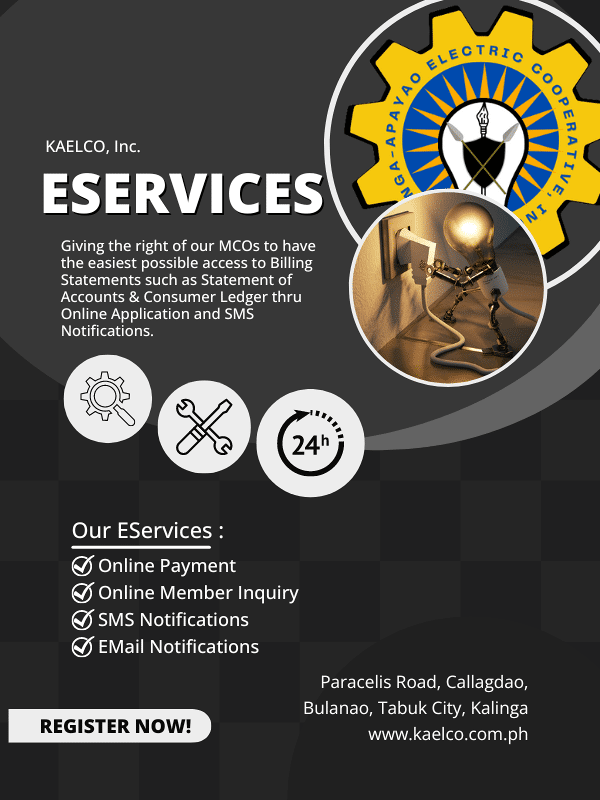 NGA-APAYAO ELECTRIC COOPERATIVE, IN
KAELCO, Inc.
ESERVICES
Giving the right of our MCOs to have
the easiest possible access to Billing
Statements such as Statement of
Accounts & Consumer Ledger thru
Online Application and SMS
Notifications.
24h
Our EServices :
Online Payment
Online Member Inquiry
SMS Notifications
EMail Notifications
Paracelis Road, Callagdao,
Bulanao, Tabuk City, Kalinga
www.kaelco.com.ph
REGISTER NOW!